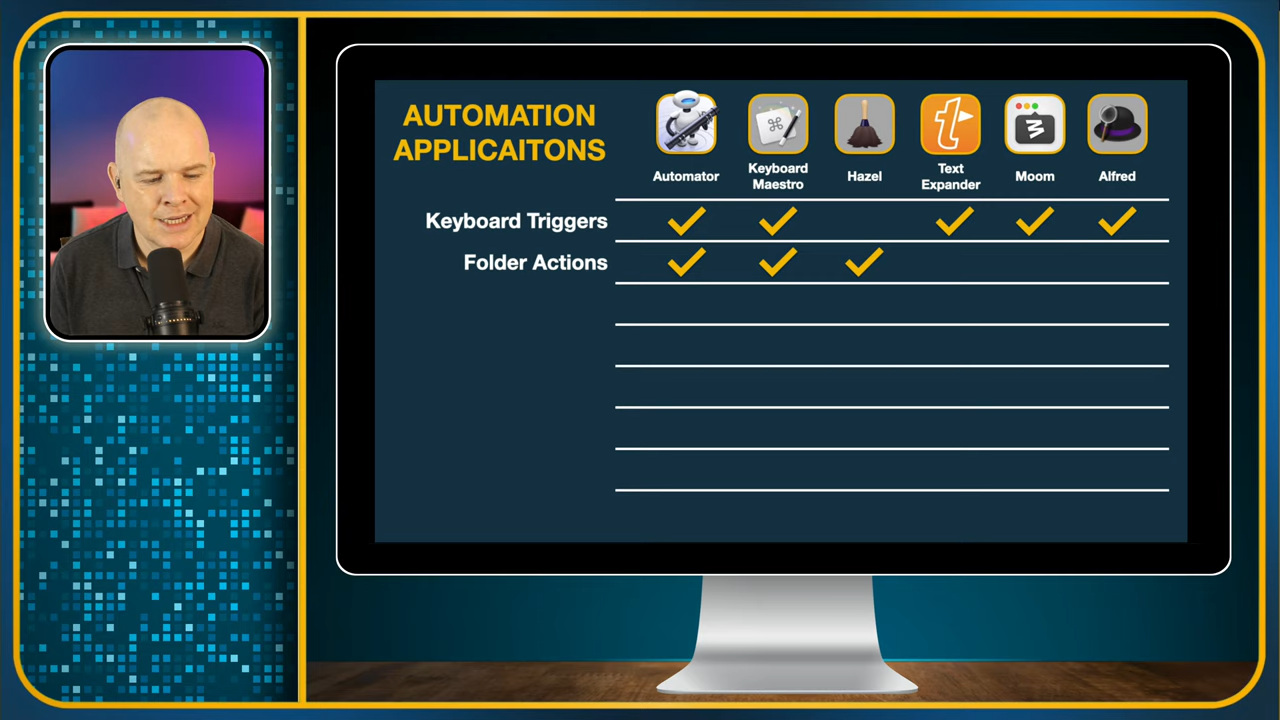 AUTOMATION
APPLICAITONS
Automator
Keyboard
Maestro
Hazel
Text
Expander
Moom
Alfred
Keyboard Triggers
Folder Actions